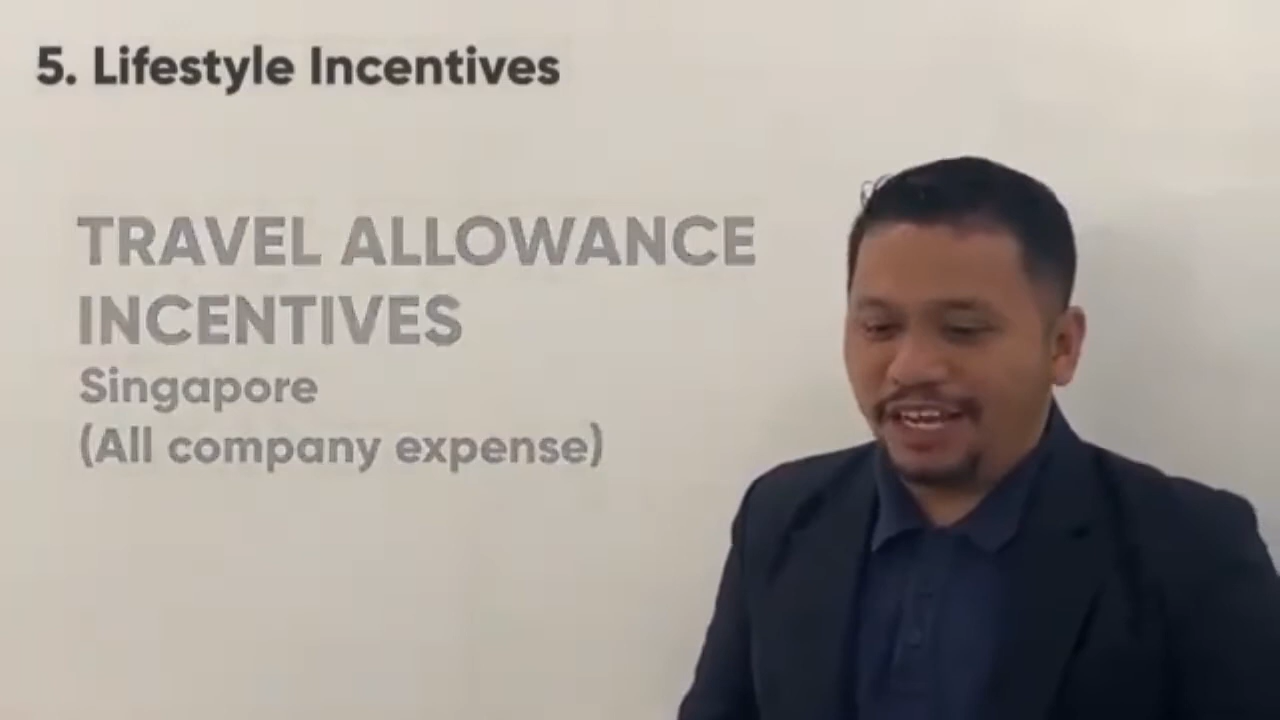 5. Lifestyle Incentives
TRAVEL ALLOWANCE
INCENTIVES
Singapore
(All company expense)